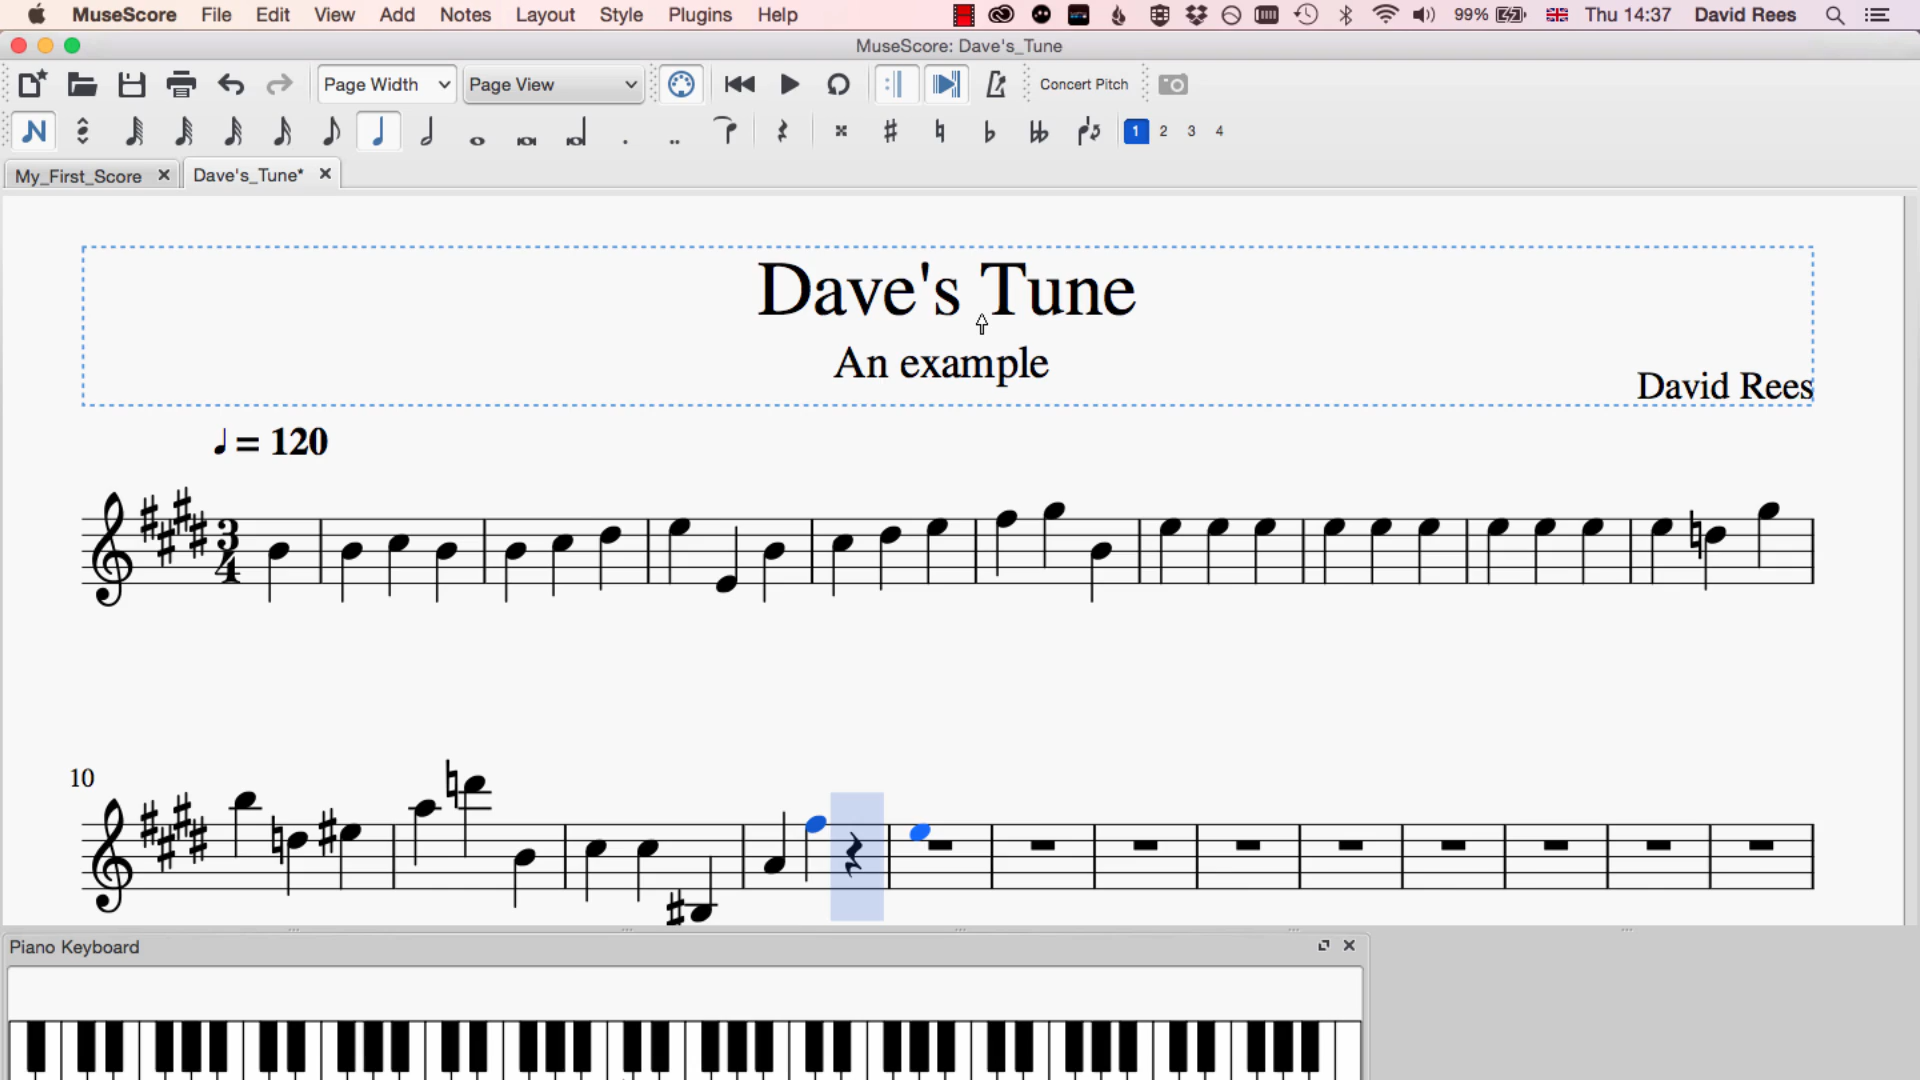 MuseScore File Edit View Add Notes Layout Style Plugins Help 99% Thu 14:37 David Rees
MuseScore: Dave's_Tune
Page Width Page View Concert Pitch
1 2 3 4
My_First_Score Dave's_Tune*
Dave's Tune
An example
David Rees
♩ = 120
3
4
10
Piano Keyboard